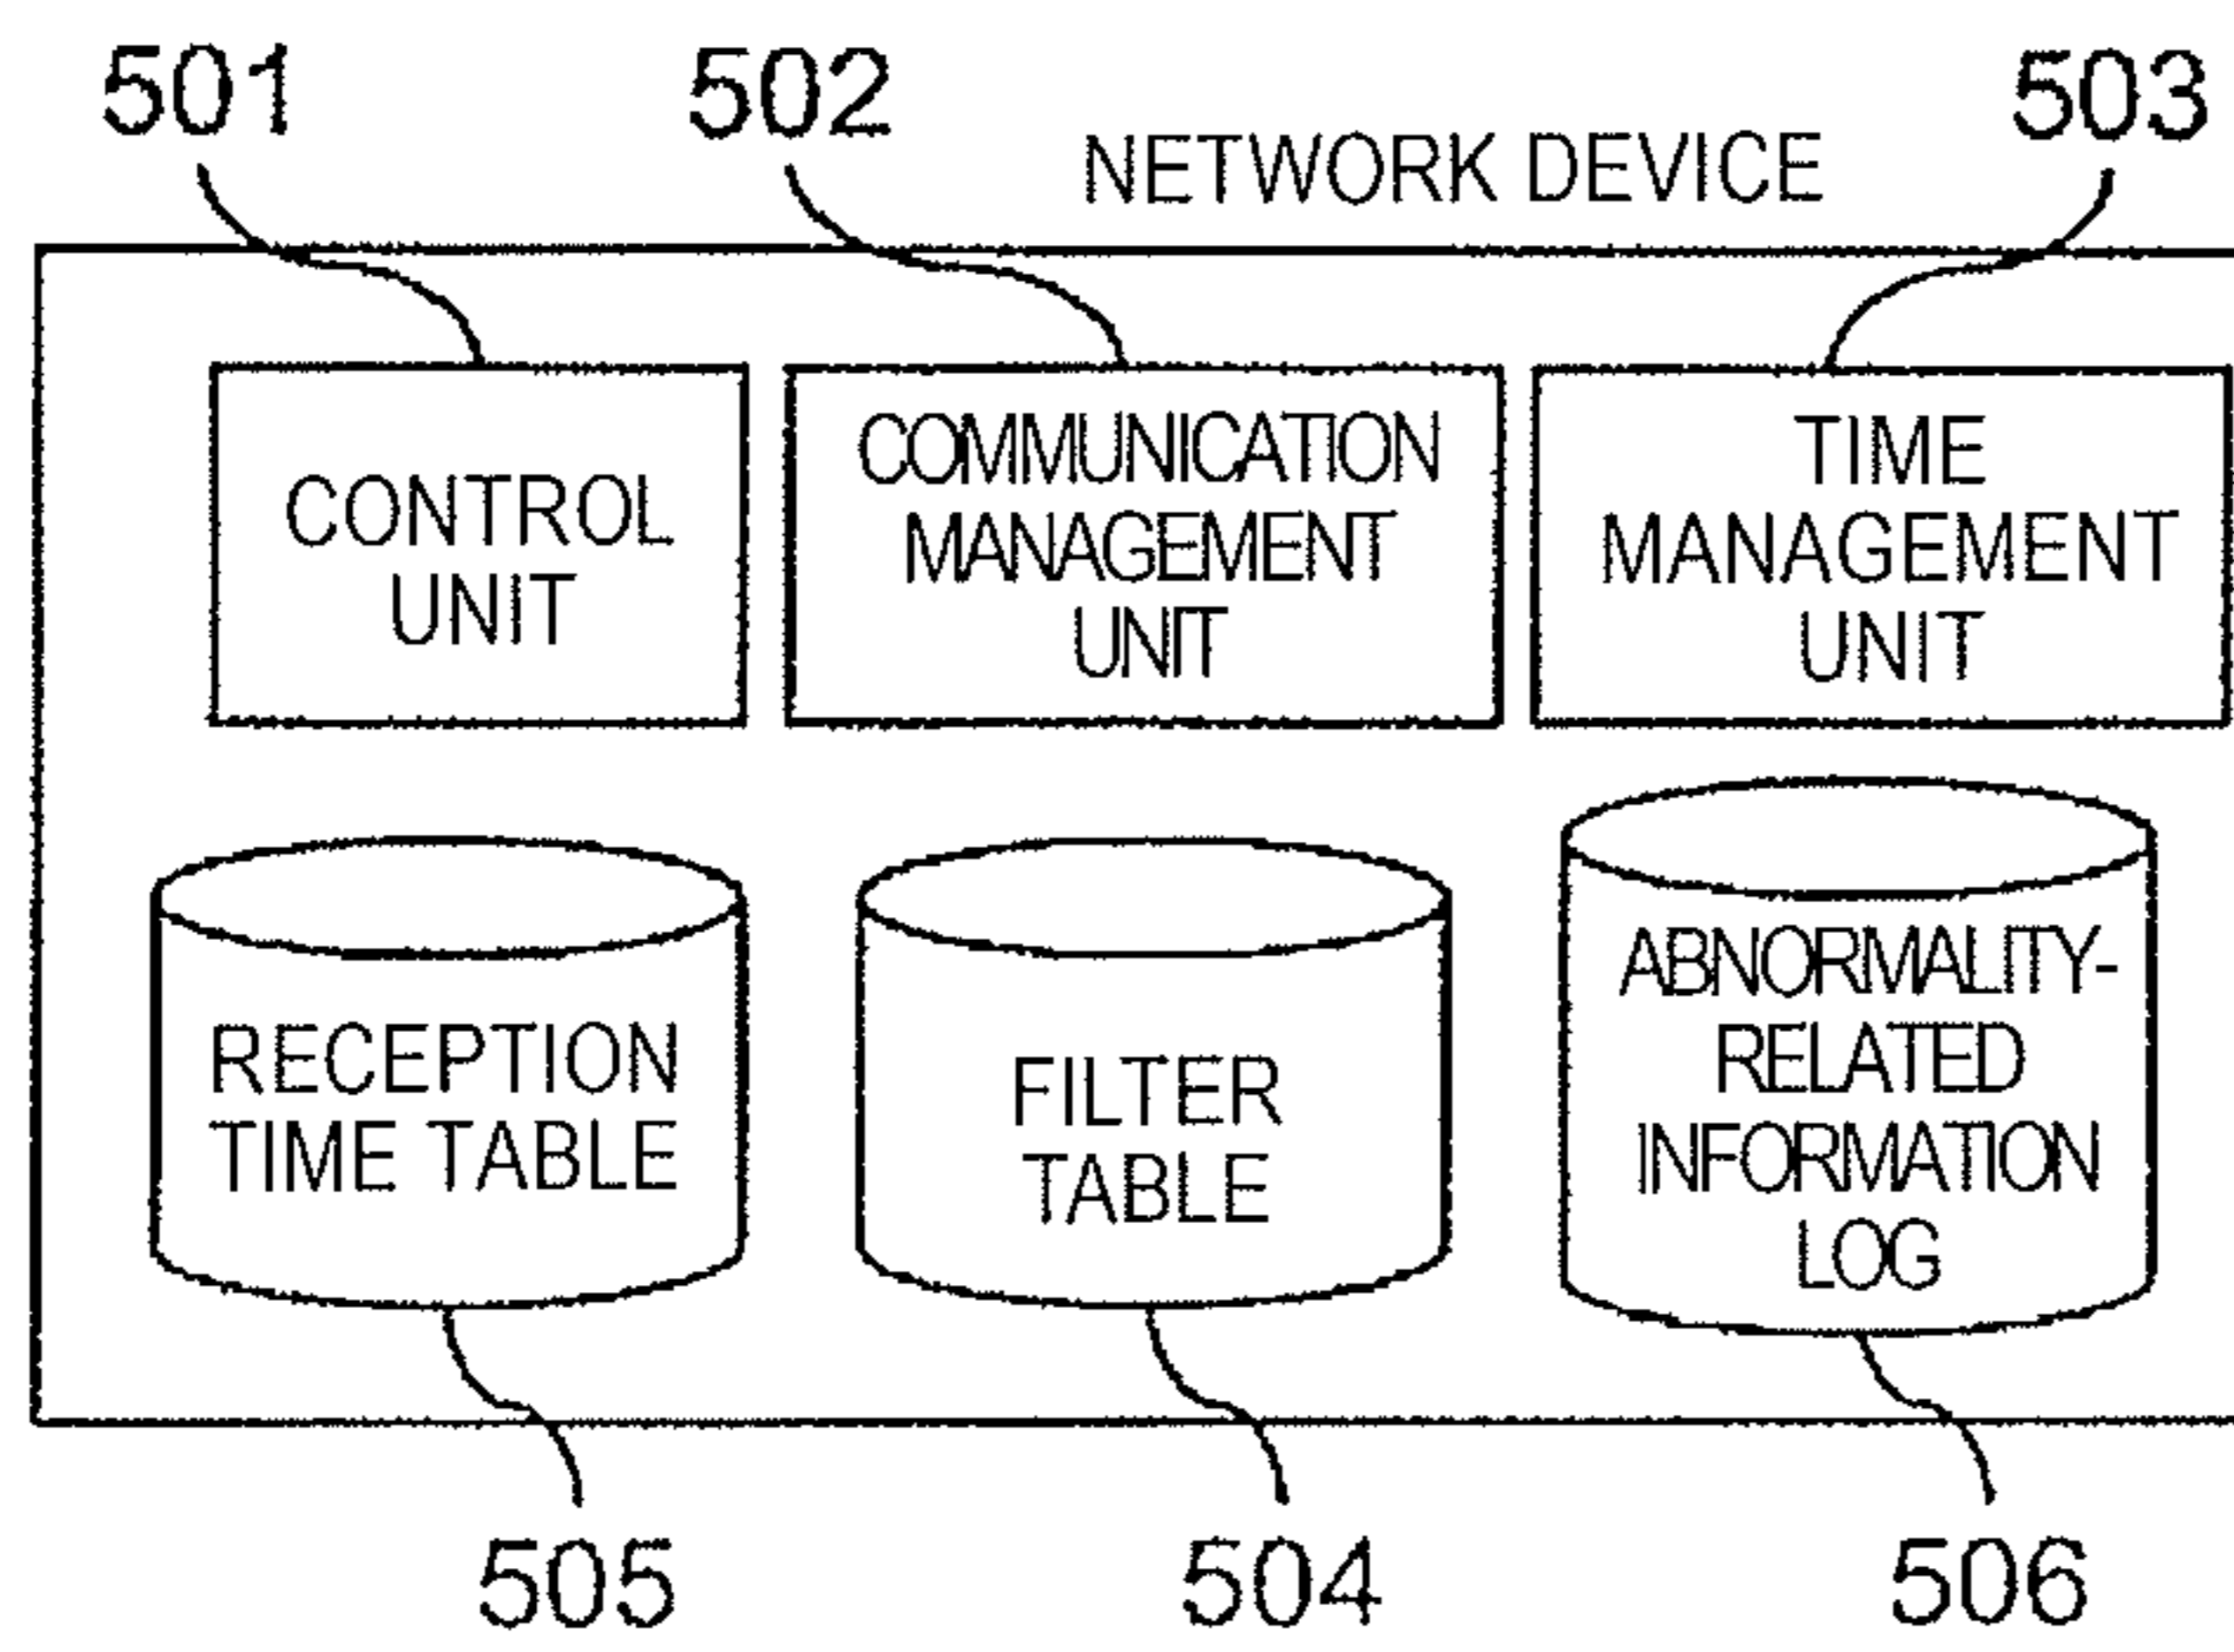 501
502
503
NETWORK DEVICE
CONTROL
UNIT
COMMUNICATION
MANAGEMENT
UNIT
TIME
MANAGEMENT
UNIT
RECEPTION
TIME TABLE
FILTER
TABLE
ABNORMALITY-
RELATED
INFORMATION
LOG
505
504
506